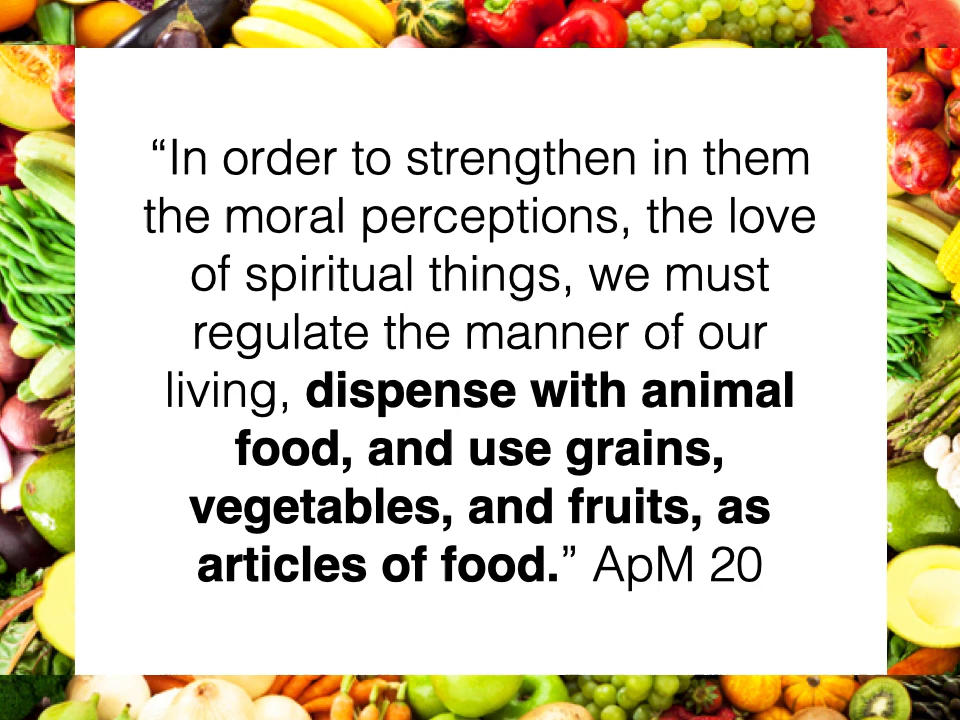 “In order to strengthen in them
the moral perceptions, the love
of spiritual things, we must
regulate the manner of our
living, dispense with animal
food, and use grains,
vegetables, and fruits, as
articles of food.” ApM 20